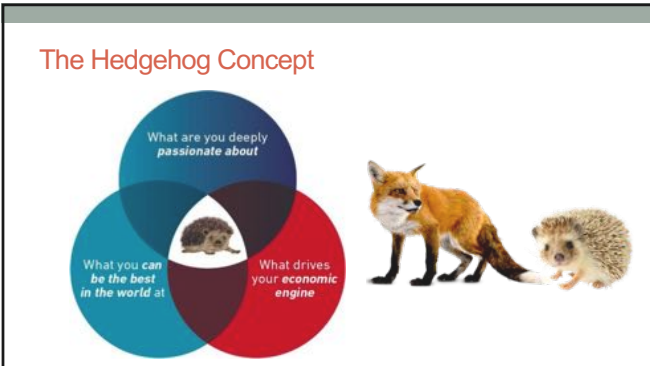 The Hedgehog Concept
What are you deeply
passionate about
What you can
be the best
in the world at
What drives
your economic
engine